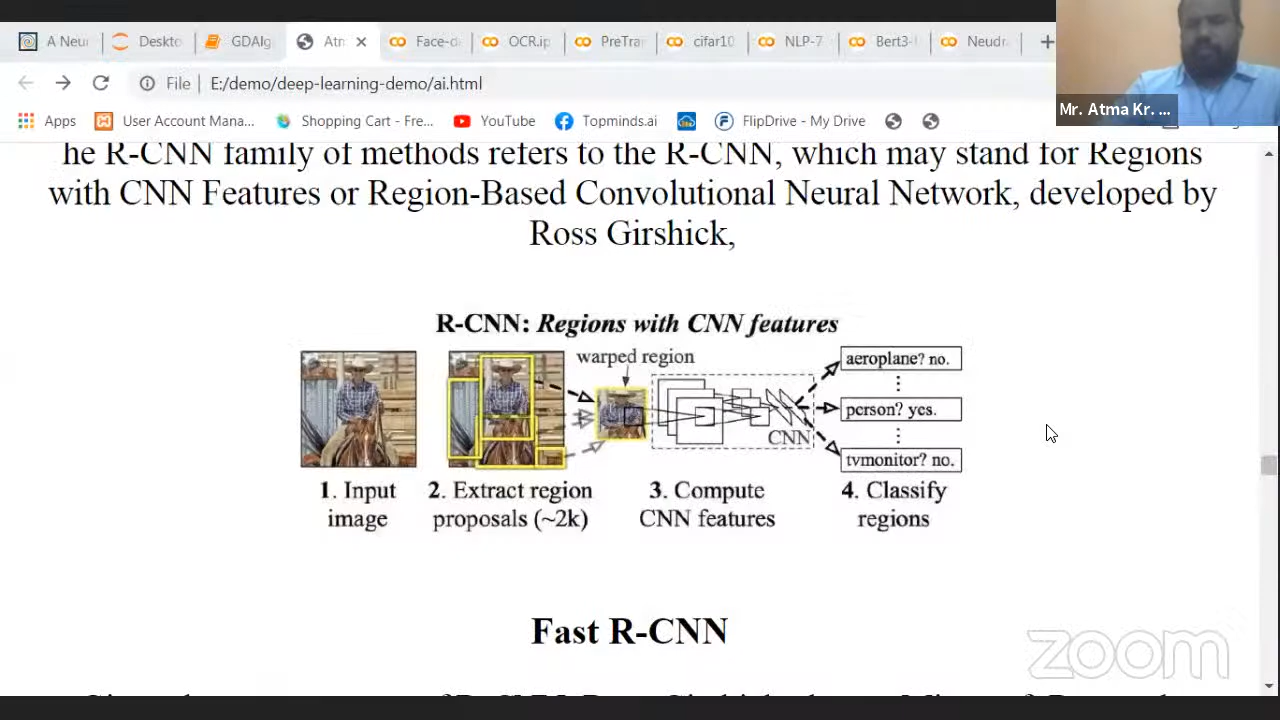 A Neu
Deskto
GDAlg
Atm
Face-d
OCR.ip
PreTra
cifar10
NLP-7
Bert3-
Neudr
File
E:/demo/deep-learning-demo/ai.html
Mr. Atma Kr. ...
Apps
User Account Mana...
Shopping Cart - Fre...
YouTube
Topminds.ai
FlipDrive - My Drive
he R-CNN family of methods refers to the R-CNN, which may stand for Regions
with CNN Features or Region-Based Convolutional Neural Network, developed by
Ross Girshick,
R-CNN: Regions with CNN features
warped region
aeroplane? no.
person? yes.
CNN
tvmonitor? no.
1. Input
image
2. Extract region
proposals (~2k)
3. Compute
CNN features
4. Classify
regions
Fast R-CNN
zoom